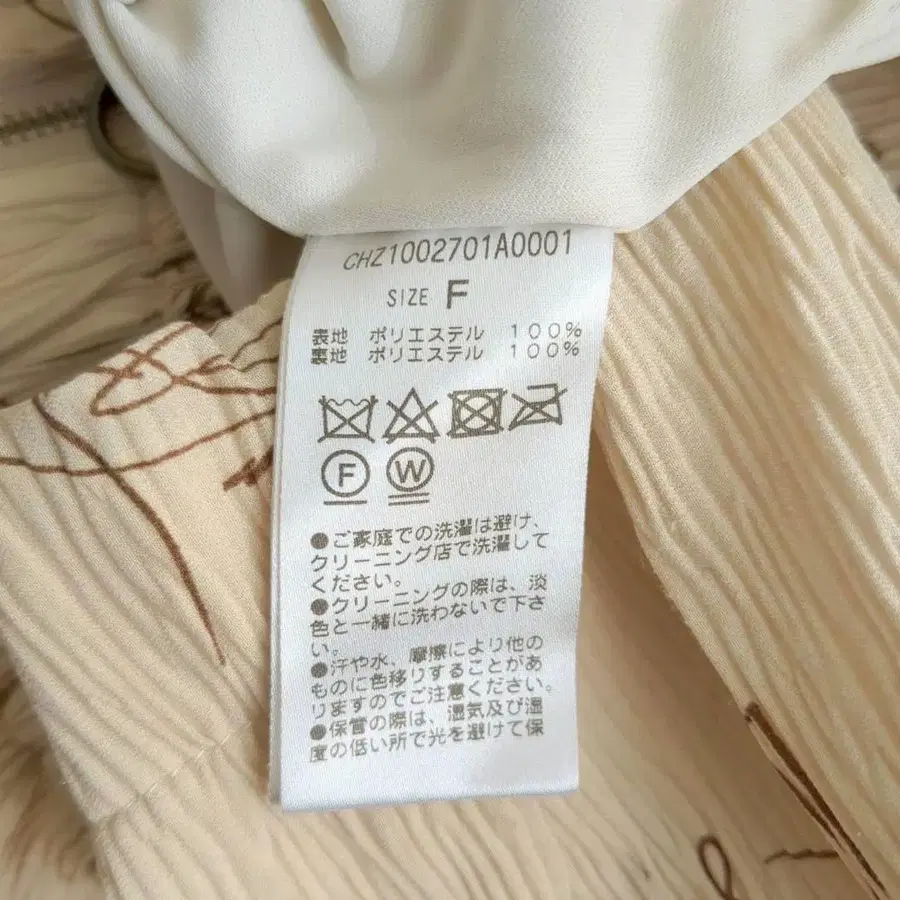 CHZ1002701A0001
SIZE F
表地 ポリエステル 100%
裏地 ポリエステル 100%
F W
●ご家庭での洗濯は避け、
クリーニング店で洗濯して
ください。
●クリーニングの際は、淡
色と一緒に洗わないで下さ
い。
●汗や水、摩擦により他の
ものに色移りすることがあ
りますのでご注意ください。
●保管の際は、湿気及び湿
度の低い所で光を避けて保